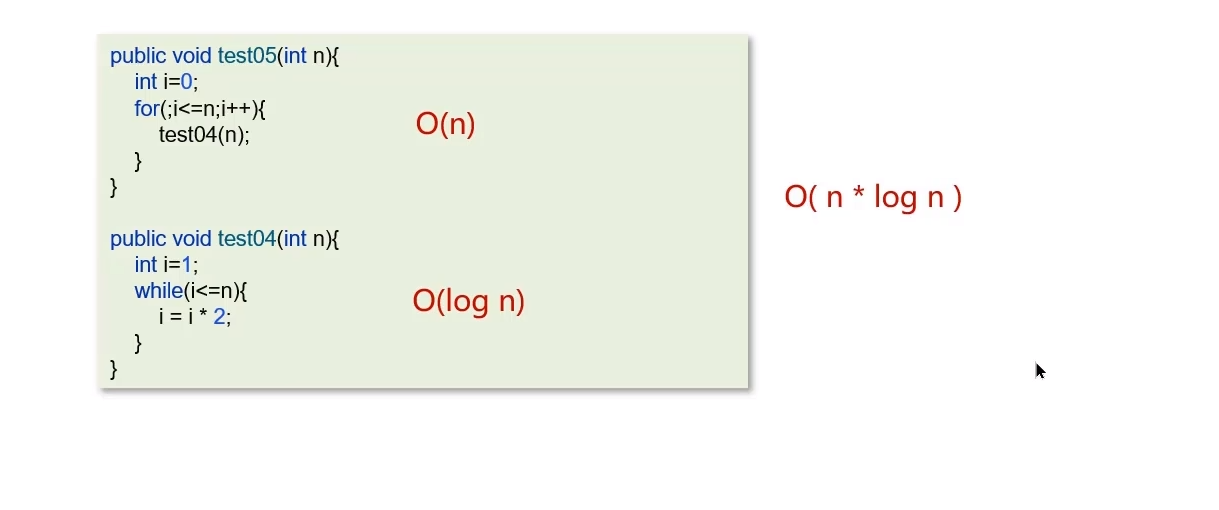 public void test05(int n){
int i=0;
for(;i<=n;i++){
test04(n);
}
}
O(n)
public void test04(int n){
int i=1;
while(i<=n){
i = i * 2;
}
}
O(log n)
O( n * log n )